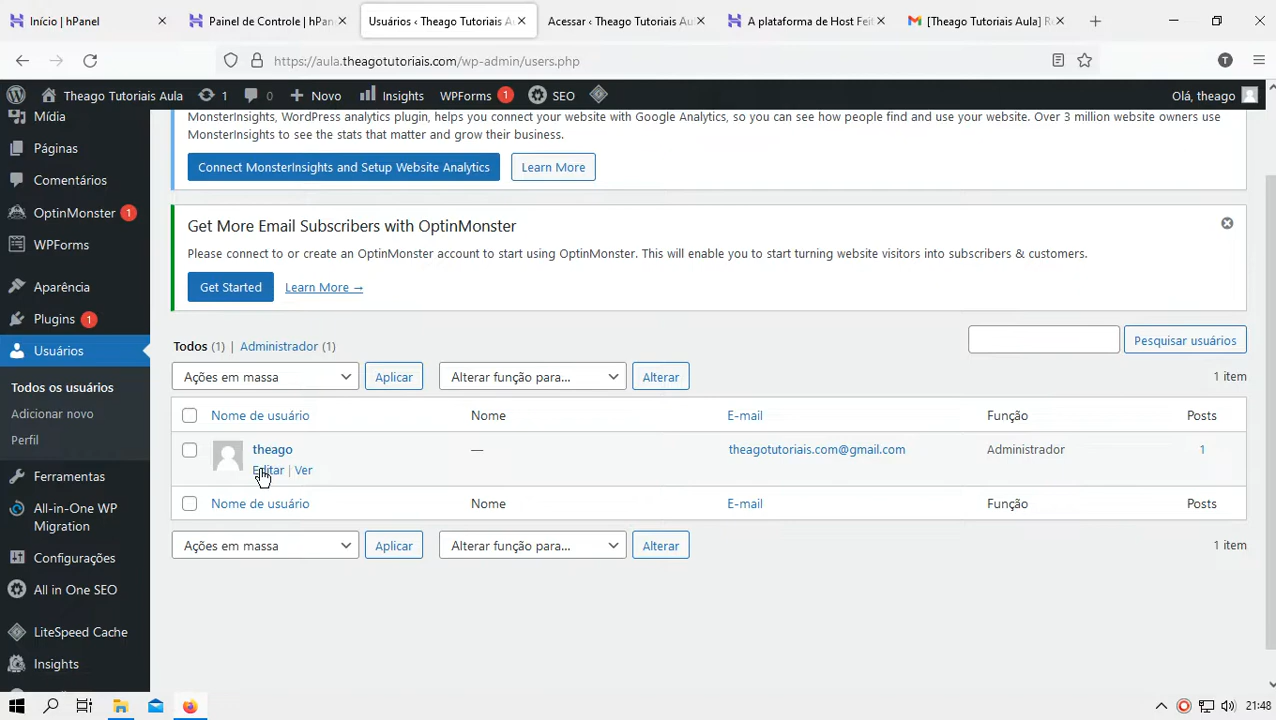 Início | hPanel
Painel de Controle | hPan
Usuários ‹ Theago Tutoriais A
Acessar ‹ Theago Tutoriais Au
A plataforma de Host Feit
[Theago Tutoriais Aula] R
https://aula.theagotutoriais.com/wp-admin/users.php
T
Theago Tutoriais Aula
1
0
Novo
Insights
WPForms 1
SEO
Olá, theago
Mídia
Páginas
Comentários
OptinMonster 1
WPForms
Aparência
Plugins 1
Usuários
Todos os usuários
Adicionar novo
Perfil
Ferramentas
All-in-One WP
Migration
Configurações
All in One SEO
LiteSpeed Cache
Insights
MonsterInsights, WordPress analytics plugin, helps you connect your website with Google Analytics, so you can see how people find and use your website. Over 3 million website owners use
MonsterInsights to see the stats that matter and grow their business.
Connect MonsterInsights and Setup Website Analytics
Learn More
Get More Email Subscribers with OptinMonster
Please connect to or create an OptinMonster account to start using OptinMonster. This will enable you to start turning website visitors into subscribers & customers.
Get Started
Learn More →
Todos (1) | Administrador (1)
Pesquisar usuários
Ações em massa
Aplicar
Alterar função para...
Alterar
1 item
Nome de usuário
Nome
E-mail
Função
Posts
theago
—
theagotutoriais.com@gmail.com
Administrador
1
Editar | Ver
Nome de usuário
Nome
E-mail
Função
Posts
Ações em massa
Aplicar
Alterar função para...
Alterar
1 item
21:48